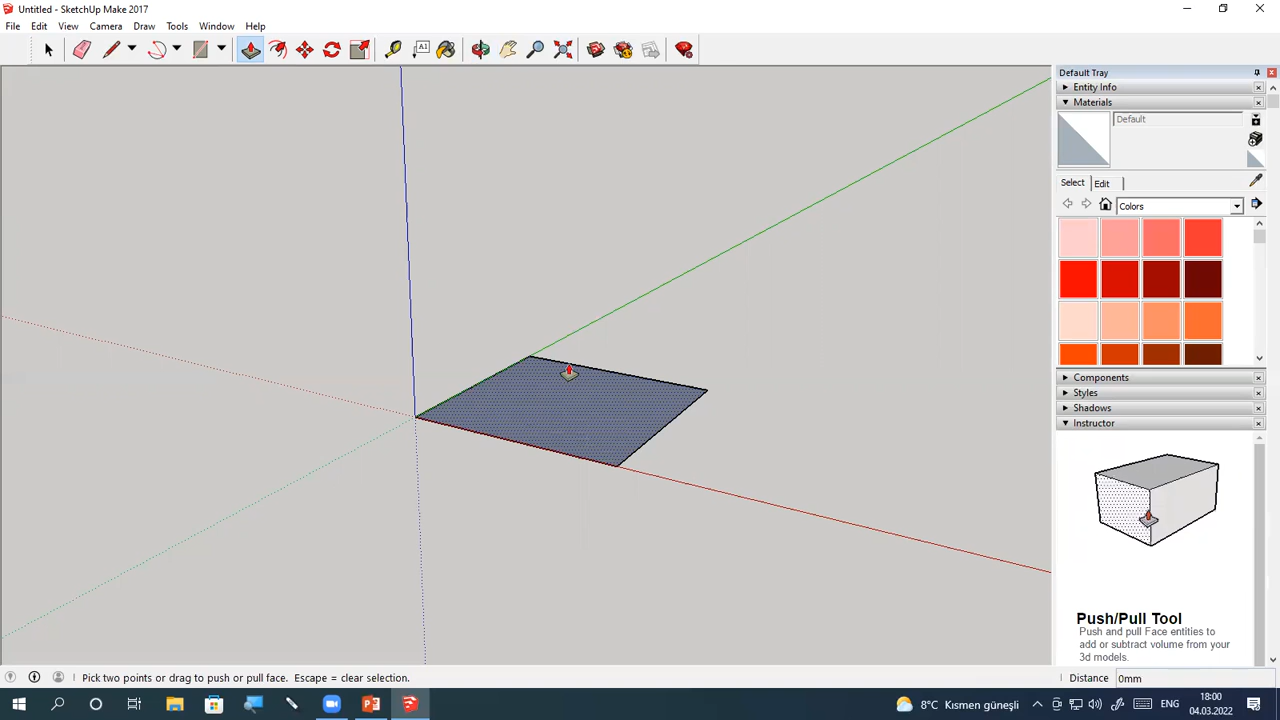 Untitled - SketchUp Make 2017
File Edit View Camera Draw Tools Window Help
A1
Default Tray
Entity Info
Materials
Default
Select Edit
Colors
Components
Styles
Shadows
Instructor
Push/Pull Tool
Push and pull Face entities to
add or subtract volume from your
3d models.
Pick two points or drag to push or pull face. Escape = clear selection.
Distance 0mm
8°C Kısmen güneşli
ENG
18:00
04.03.2022